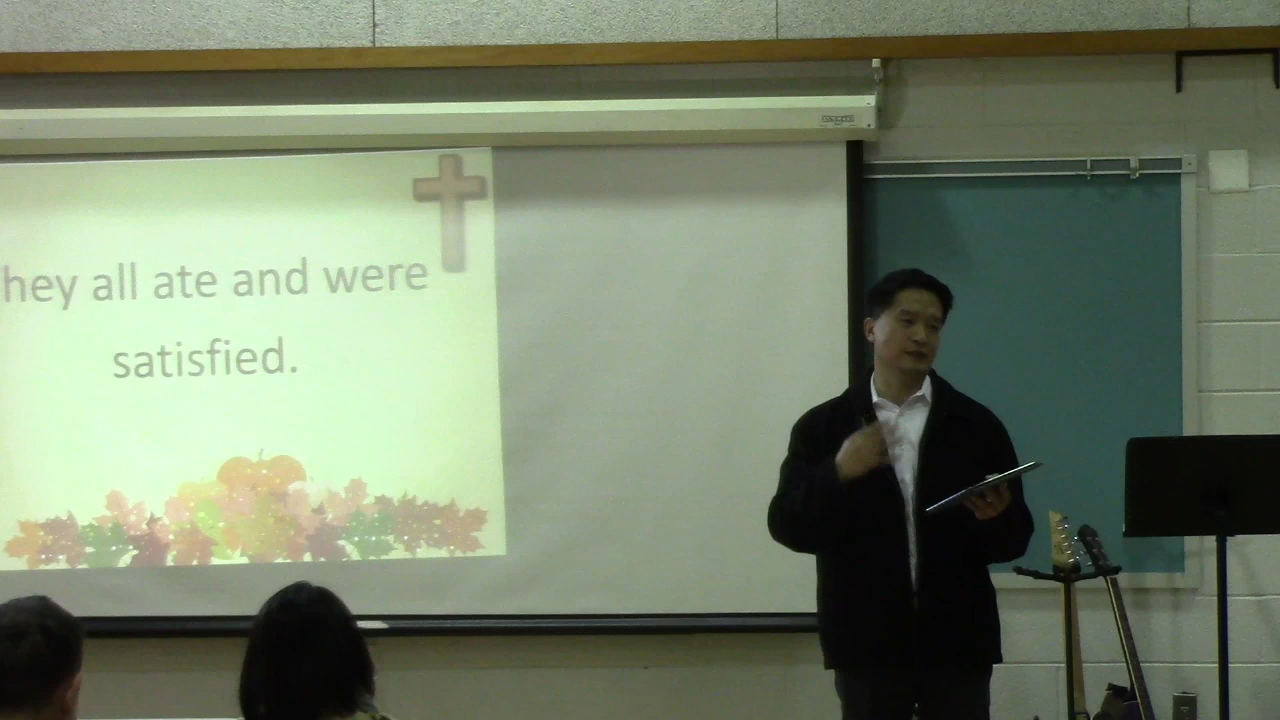 hey all ate and were
satisfied.